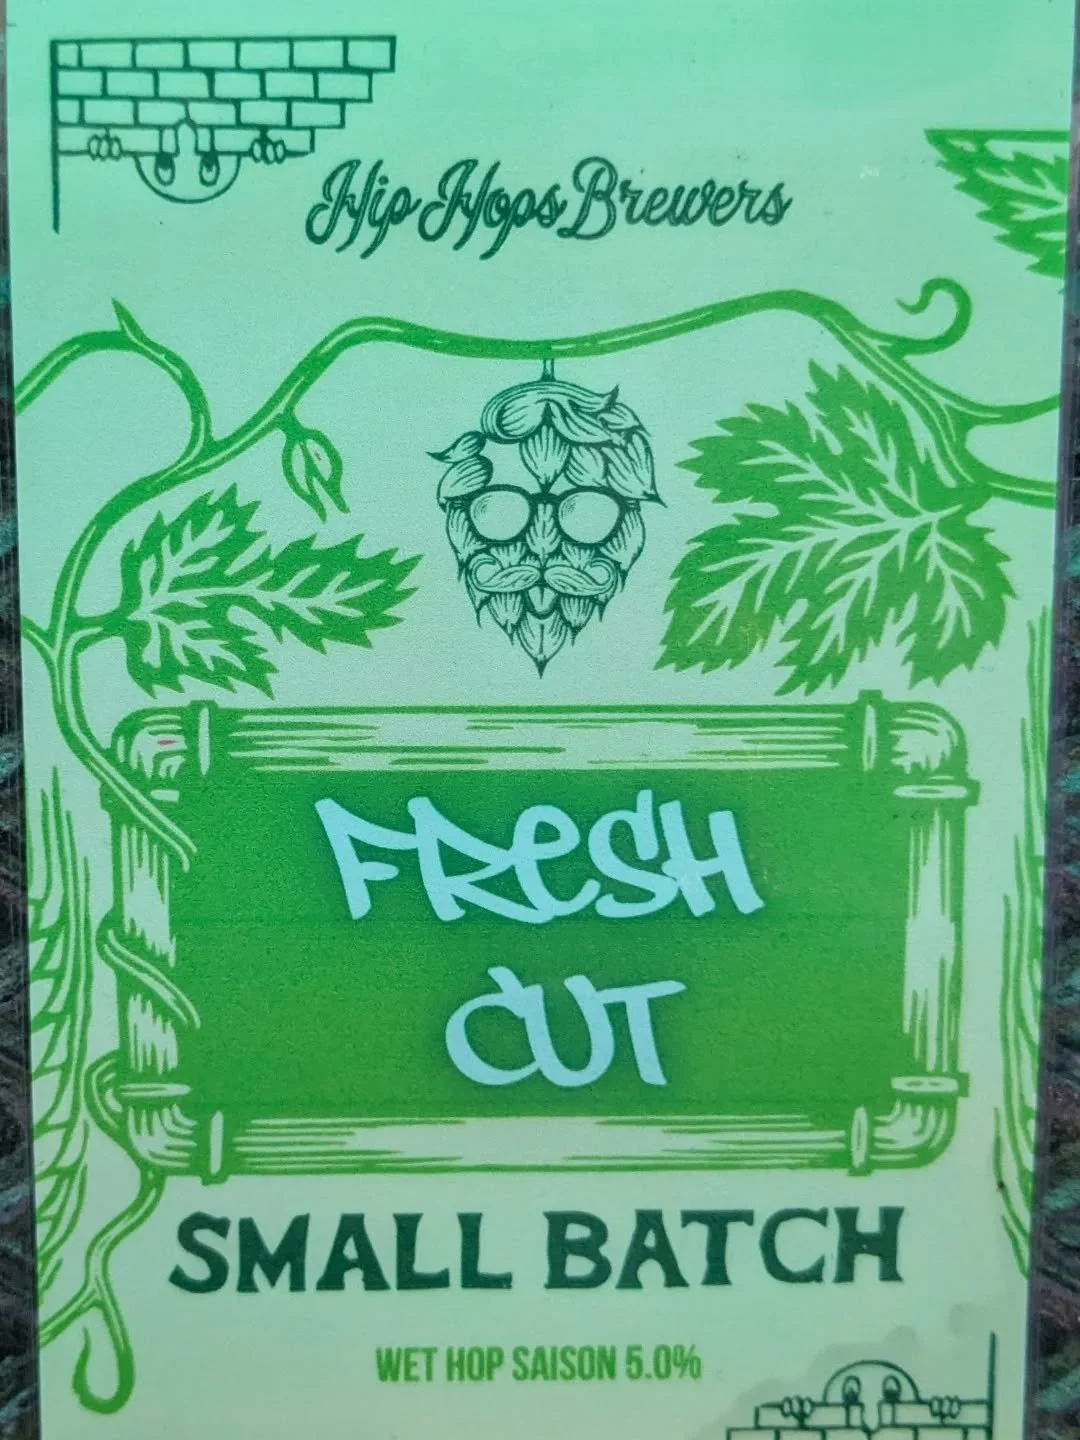 Hip Hops Brewers
FResH
CUT
SMALL BATCH
WET HOP SAISON 5.0%